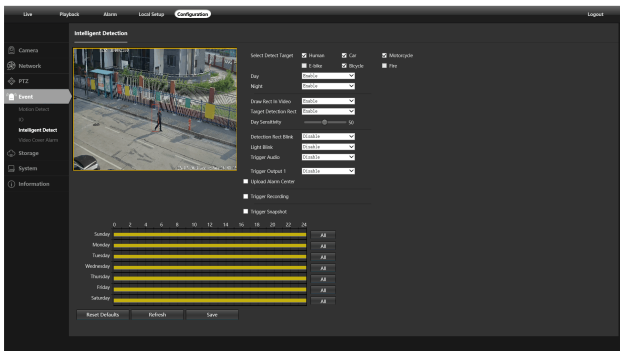 Live Playback Alarm Local Setup Configuration Logout
Intelligent Detection
Camera
Network
PTZ
Event
Motion Detect
IO
Intelligent Detect
Video Cover Alarm
Storage
System
Information
Select Detect Target Human Car Motorcycle
E-bike Bicycle Fire
Day Enable
Night Enable
Draw Rect In Video Enable
Target Detection Rect Enable
Day Sensitivity 50
Detection Rect Blink Disable
Light Blink Disable
Trigger Audio Disable
Trigger Output 1 Disable
Upload Alarm Center
Trigger Recording
Trigger Snapshot
0 2 4 6 8 10 12 14 16 18 20 22 24
Sunday All
Monday All
Tuesday All
Wednesday All
Thursday All
Friday All
Saturday All
Reset Defaults Refresh Save